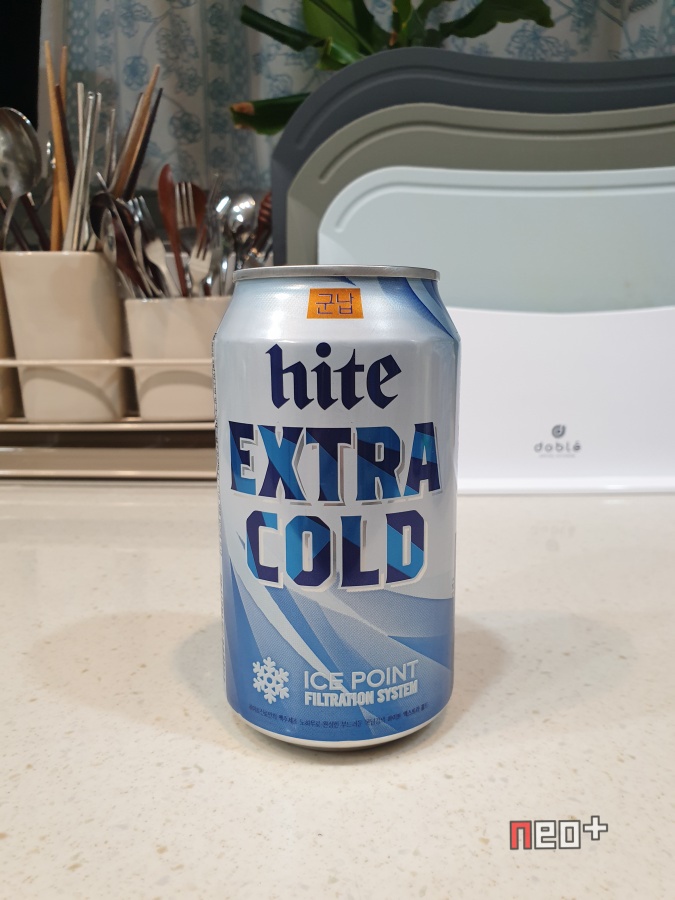 군납
hite
EXTRA
COLD
ICE POINT
FILTRATION SYSTEM
doblé
neo+